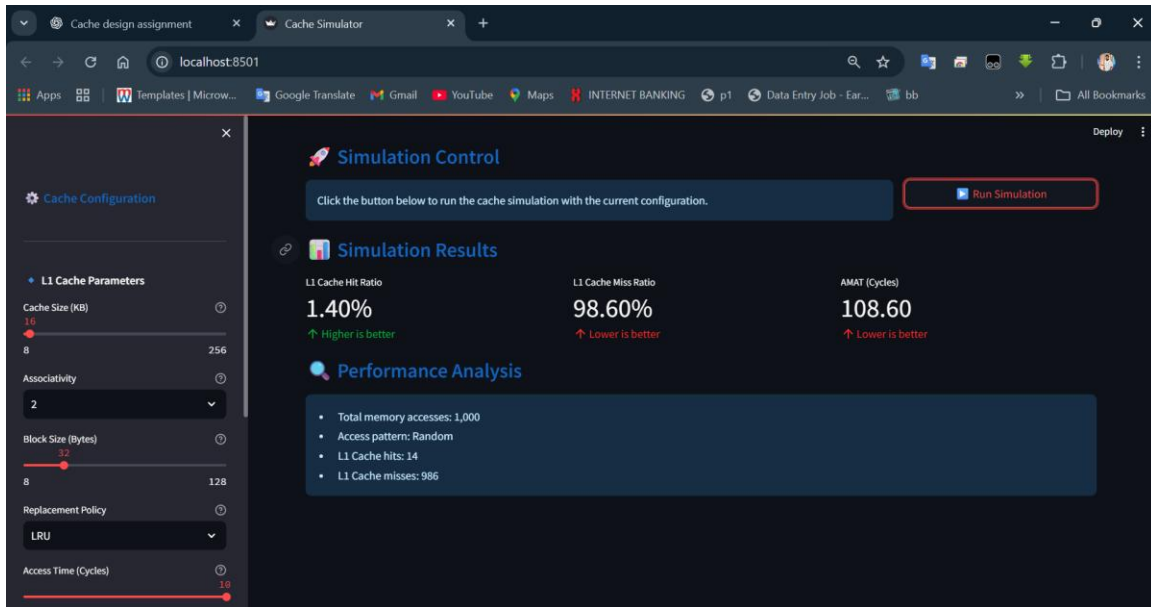 Cache design assignment
Cache Simulator
localhost:8501
Apps
Templates | Microw...
Google Translate
Gmail
YouTube
Maps
INTERNET BANKING
p1
Data Entry Job - Ear...
bb
All Bookmarks
Deploy
Cache Configuration
L1 Cache Parameters
Cache Size (KB)
16
8 256
Associativity
2
Block Size (Bytes)
32
8 128
Replacement Policy
LRU
Access Time (Cycles)
10
Simulation Control
Click the button below to run the cache simulation with the current configuration.
Run Simulation
Simulation Results
L1 Cache Hit Ratio
1.40%
Higher is better
L1 Cache Miss Ratio
98.60%
Lower is better
AMAT (Cycles)
108.60
Lower is better
Performance Analysis
Total memory accesses: 1,000
Access pattern: Random
L1 Cache hits: 14
L1 Cache misses: 986